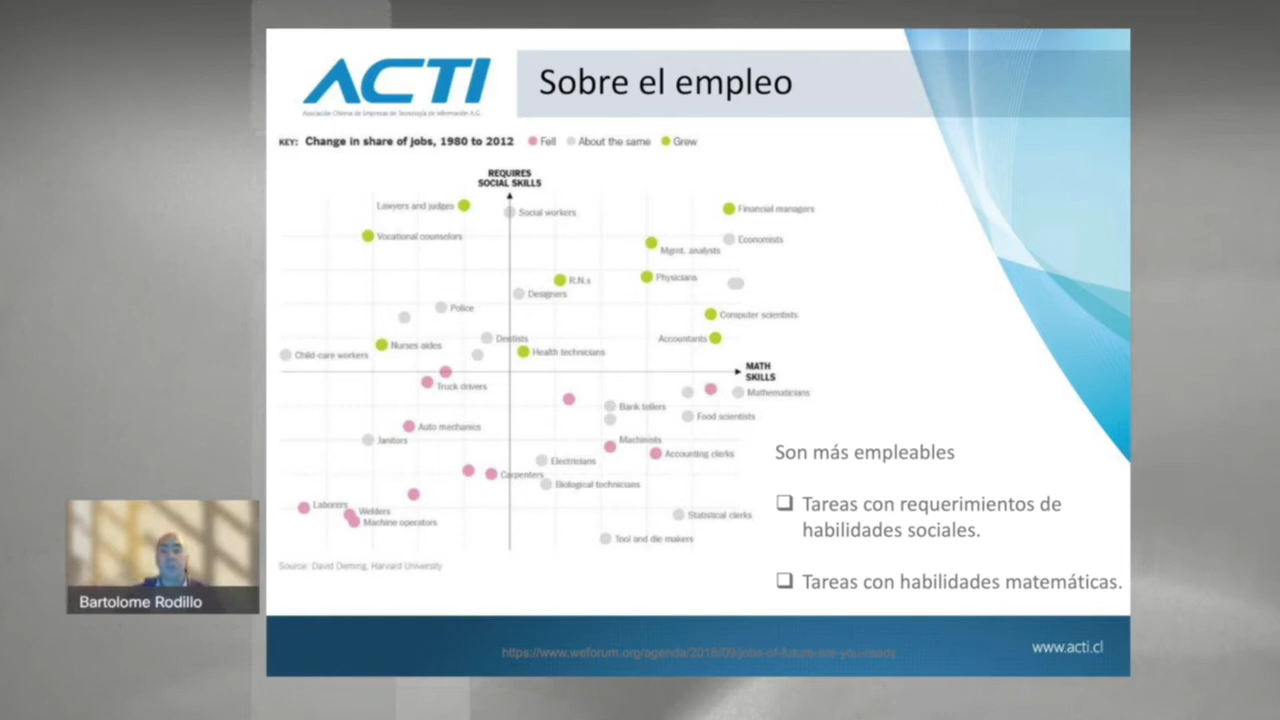 ACTI
Asociación Chilena de Empresas de Tecnología de Información A.G.
Sobre el empleo
KEY: Change in share of jobs, 1980 to 2012 Fell About the same Grew
REQUIRES
SOCIAL SKILLS
Lawyers and judges
Social workers
Financial managers
Vocational counselors
Economists
Mgmt. analysts
R.N.s
Physicians
Designers
Police
Computer scientists
Dentists
Accountants
Nurses aides
Health technicians
Child-care workers
MATH
SKILLS
Truck drivers
Mathematicians
Bank tellers
Food scientists
Auto mechanics
Janitors
Machinists
Accounting clerks
Electricians
Carpenters
Biological technicians
Laborers
Welders
Machine operators
Statistical clerks
Tool and die makers
Source: David Deming, Harvard University
Son más empleables
Tareas con requerimientos de
habilidades sociales.
Tareas con habilidades matemáticas.
Bartolome Rodillo
https://www.weforum.org/agenda/2016/09/jobs-of-future-are-you-ready
www.acti.cl